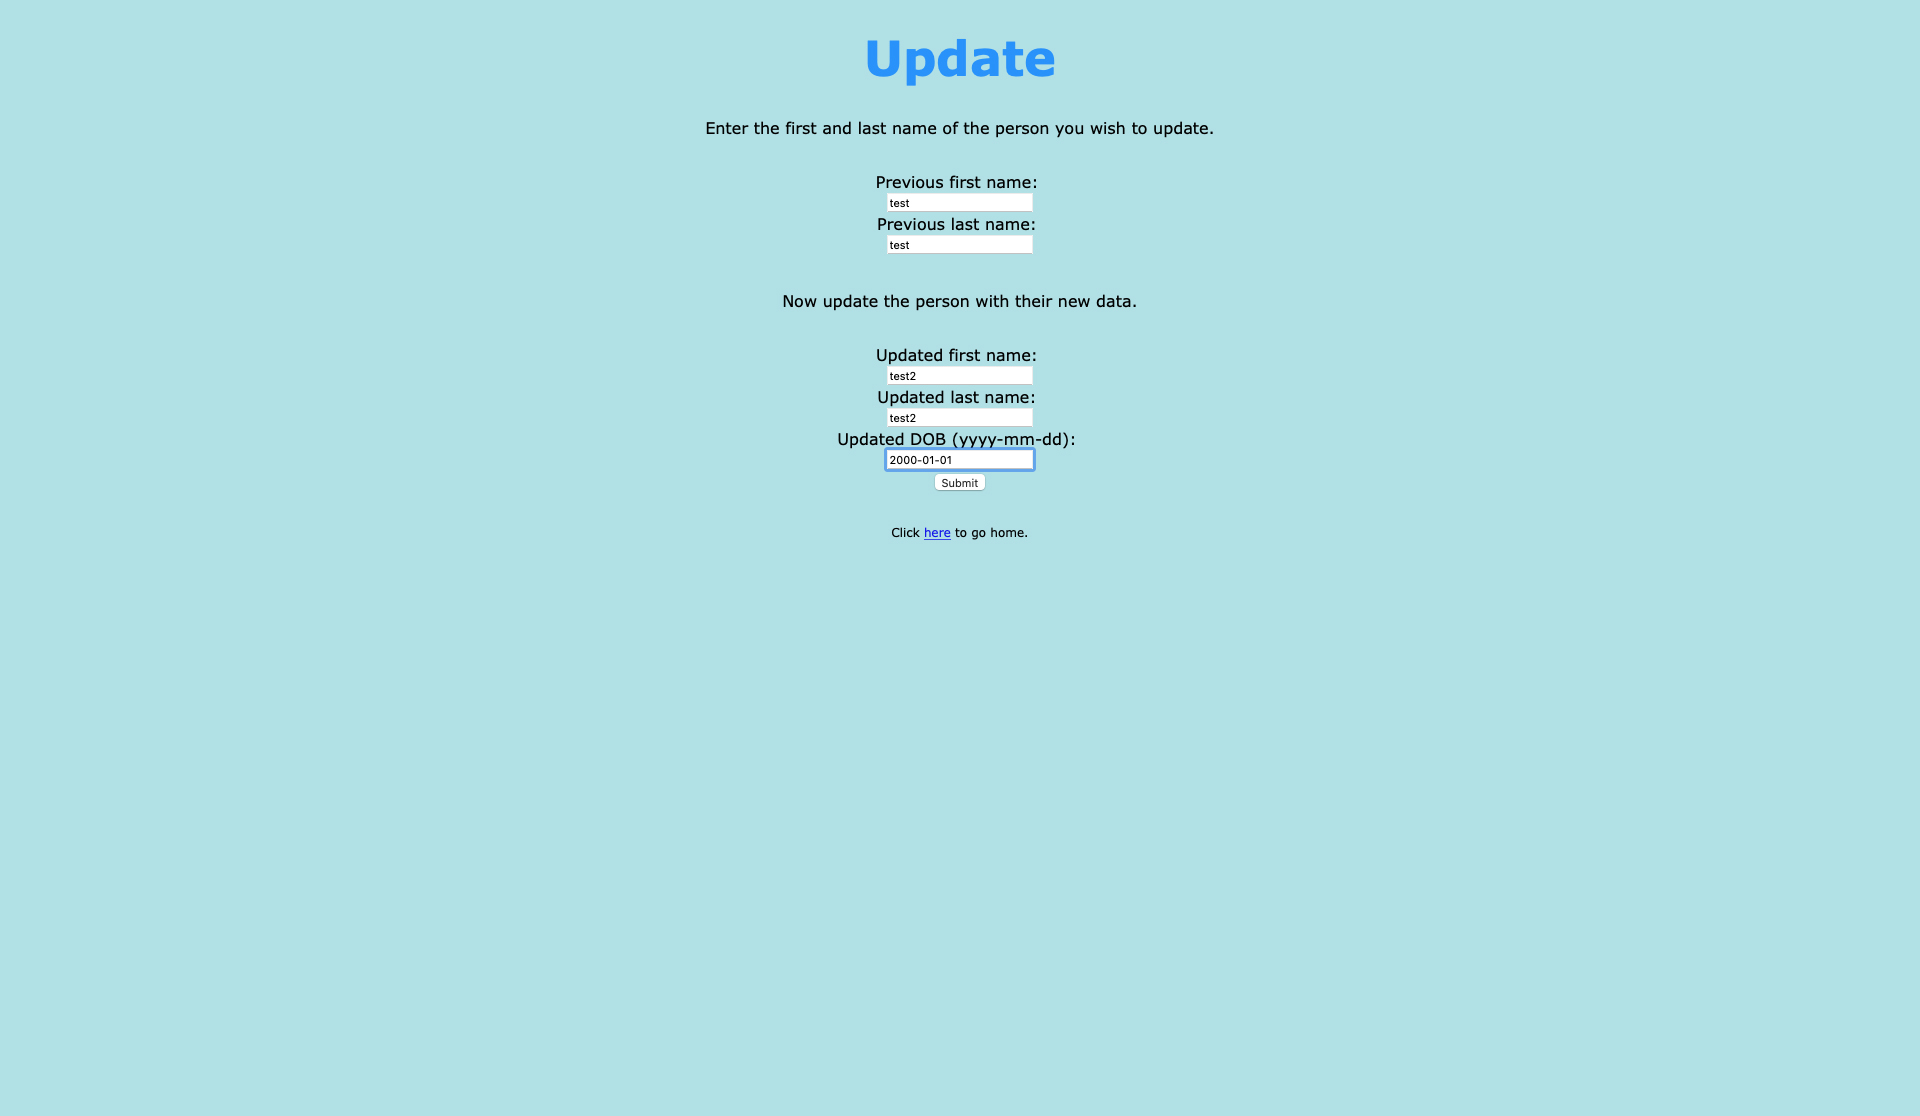 Update
Enter the first and last name of the person you wish to update.
Previous first name:
test
Previous last name:
test
Now update the person with their new data.
Updated first name:
test2
Updated last name:
test2
Updated DOB (yyyy-mm-dd):
2000-01-01
Submit
Click here to go home.